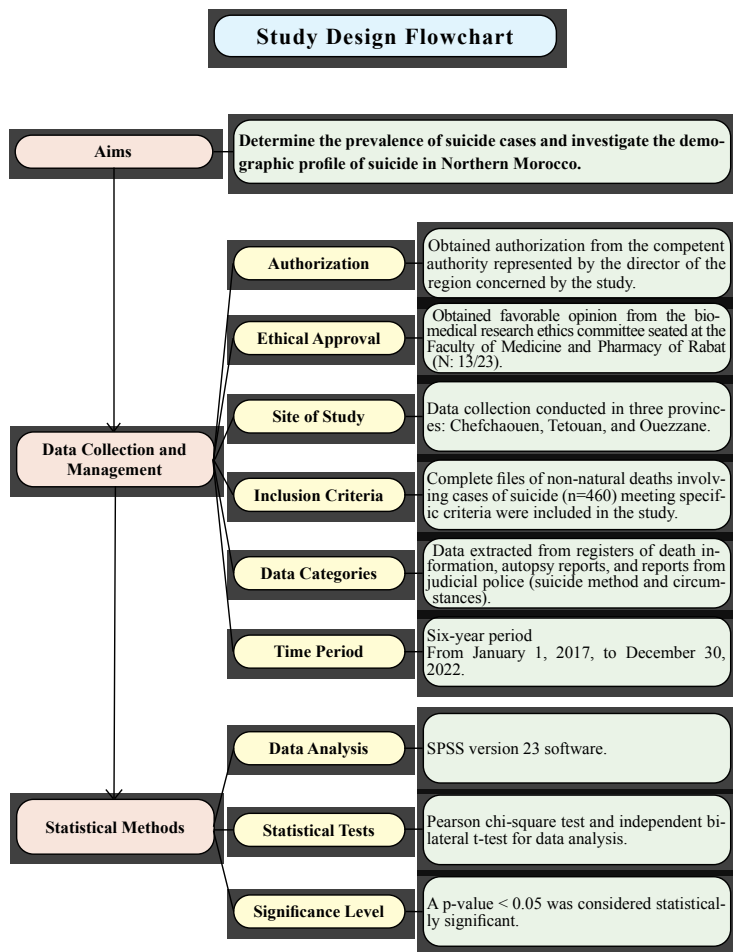 Study Design Flowchart
Aims
Determine the prevalence of suicide cases and investigate the demo-
graphic profile of suicide in Northern Morocco.
Data Collection and
Management
Authorization
Obtained authorization from the competent
authority represented by the director of the
region concerned by the study.
Ethical Approval
Obtained favorable opinion from the bio-
medical research ethics committee seated at the
Faculty of Medicine and Pharmacy of Rabat
(N: 13/23).
Site of Study
Data collection conducted in three provinc-
es: Chefchaouen, Tetouan, and Ouezzane.
Inclusion Criteria
Complete files of non-natural deaths involv-
ing cases of suicide (n=460) meeting specif-
ic criteria were included in the study.
Data Categories
Data extracted from registers of death in-
formation, autopsy reports, and reports from
judicial police (suicide method and circum-
stances).
Time Period
Six-year period
From January 1, 2017, to December 30,
2022.
Statistical Methods
Data Analysis
SPSS version 23 software.
Statistical Tests
Pearson chi-square test and independent bi-
lateral t-test for data analysis.
Significance Level
A p-value < 0.05 was considered statistical-
ly significant.